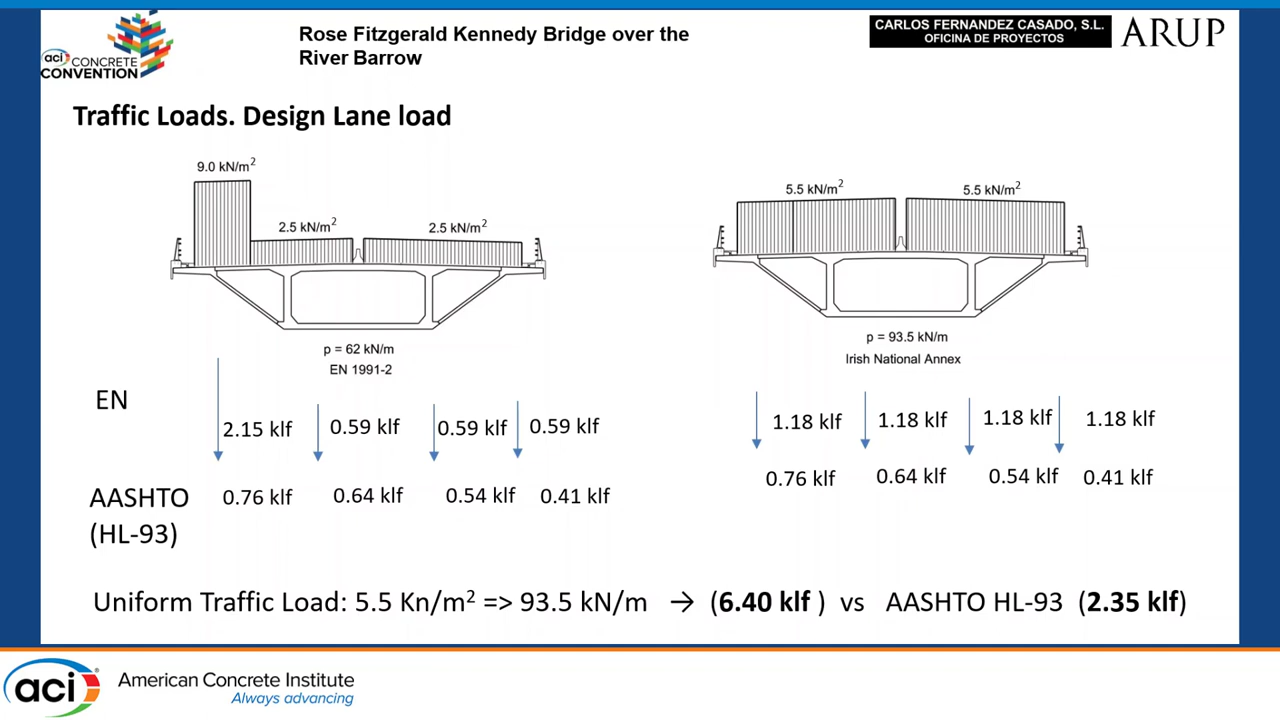 aci CONCRETE
CONVENTION
Rose Fitzgerald Kennedy Bridge over the
River Barrow
CARLOS FERNANDEZ CASADO, S.L.
OFICINA DE PROYECTOS
ARUP
Traffic Loads. Design Lane load
9.0 kN/m²
2.5 kN/m²
2.5 kN/m²
p = 62 kN/m
EN 1991-2
5.5 kN/m²
5.5 kN/m²
p = 93.5 kN/m
Irish National Annex
EN
2.15 klf
0.59 klf
0.59 klf
0.59 klf
1.18 klf
1.18 klf
1.18 klf
1.18 klf
AASHTO
(HL-93)
0.76 klf
0.64 klf
0.54 klf
0.41 klf
0.76 klf
0.64 klf
0.54 klf
0.41 klf
Uniform Traffic Load: 5.5 Kn/m² => 93.5 kN/m → (6.40 klf ) vs AASHTO HL-93 (2.35 klf)
aci®
American Concrete Institute
Always advancing